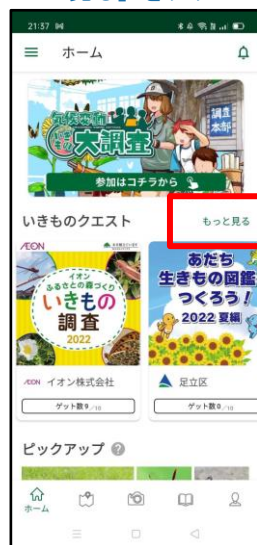 21:37
ホーム
大調査
調査
本部
参加はコチラから
いきものクエスト
もっと見る
AEON
イオン
ふるさとの森づくり
いきもの
調査
2022
あだち
生きもの図鑑
つくろう!
2022 夏編
AEON イオン株式会社
足立区
ゲット数9/10
ゲット数0/10
ピックアップ ?
ホーム